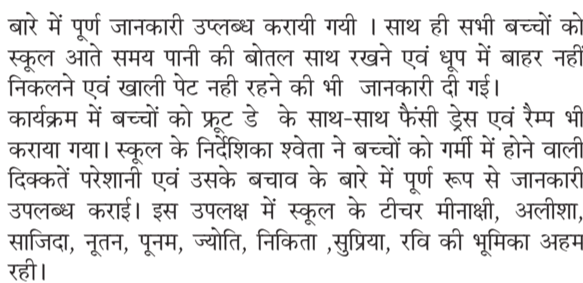 बारे में पूर्ण जानकारी उप्लब्ध करायी गयी । साथ ही सभी बच्चों को
स्कूल आते समय पानी की बोतल साथ रखने एवं धूप में बाहर नहीं
निकलने एवं खाली पेट नही रहने की भी जानकारी दी गई।
कार्यक्रम में बच्चों को फ्रूट डे के साथ-साथ फैंसी ड्रेस एवं रैम्प भी
कराया गया। स्कूल के निर्देशिका श्वेता ने बच्चों को गर्मी में होने वाली
दिक्कतें परेशानी एवं उसके बचाव के बारे में पूर्ण रूप से जानकारी
उपलब्ध कराई। इस उपलक्ष में स्कूल के टीचर मीनाक्षी, अलीशा,
साजिदा, नूतन, पूनम, ज्योति, निकिता ,सुप्रिया, रवि की भूमिका अहम
रही।